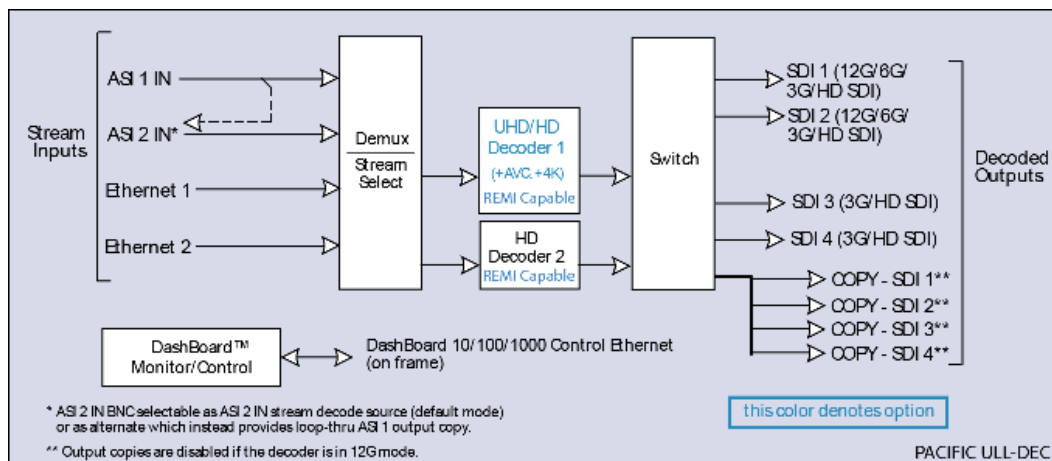 ASI 1 IN
ASI 2 IN*
Stream
Inputs
Ethernet 1
Ethernet 2
Demux
Stream
Select
UHD/HD
Decoder 1
(+AVC. +4K)
REMI Capable
HD
Decoder 2
REMI Capable
Switch
SDI 1 (12G/6G/
3G/HD SDI)
SDI 2 (12G/6G/
3G/HD SDI)
SDI 3 (3G/HD SDI)
SDI 4 (3G/HD SDI)
COPY - SDI 1**
COPY - SDI 2**
COPY - SDI 3**
COPY - SDI 4**
Decoded
Outputs
DashBoard™
Monitor/Control
DashBoard 10/100/1000 Control Ethernet
(on frame)
* ASI 2 IN BNC selectable as ASI 2 IN stream decode source (default mode)
or as alternate which instead provides loop-thru ASI 1 output copy.
** Output copies are disabled if the decoder is in 12G mode.
this color denotes option
PACIFIC ULL-DEC